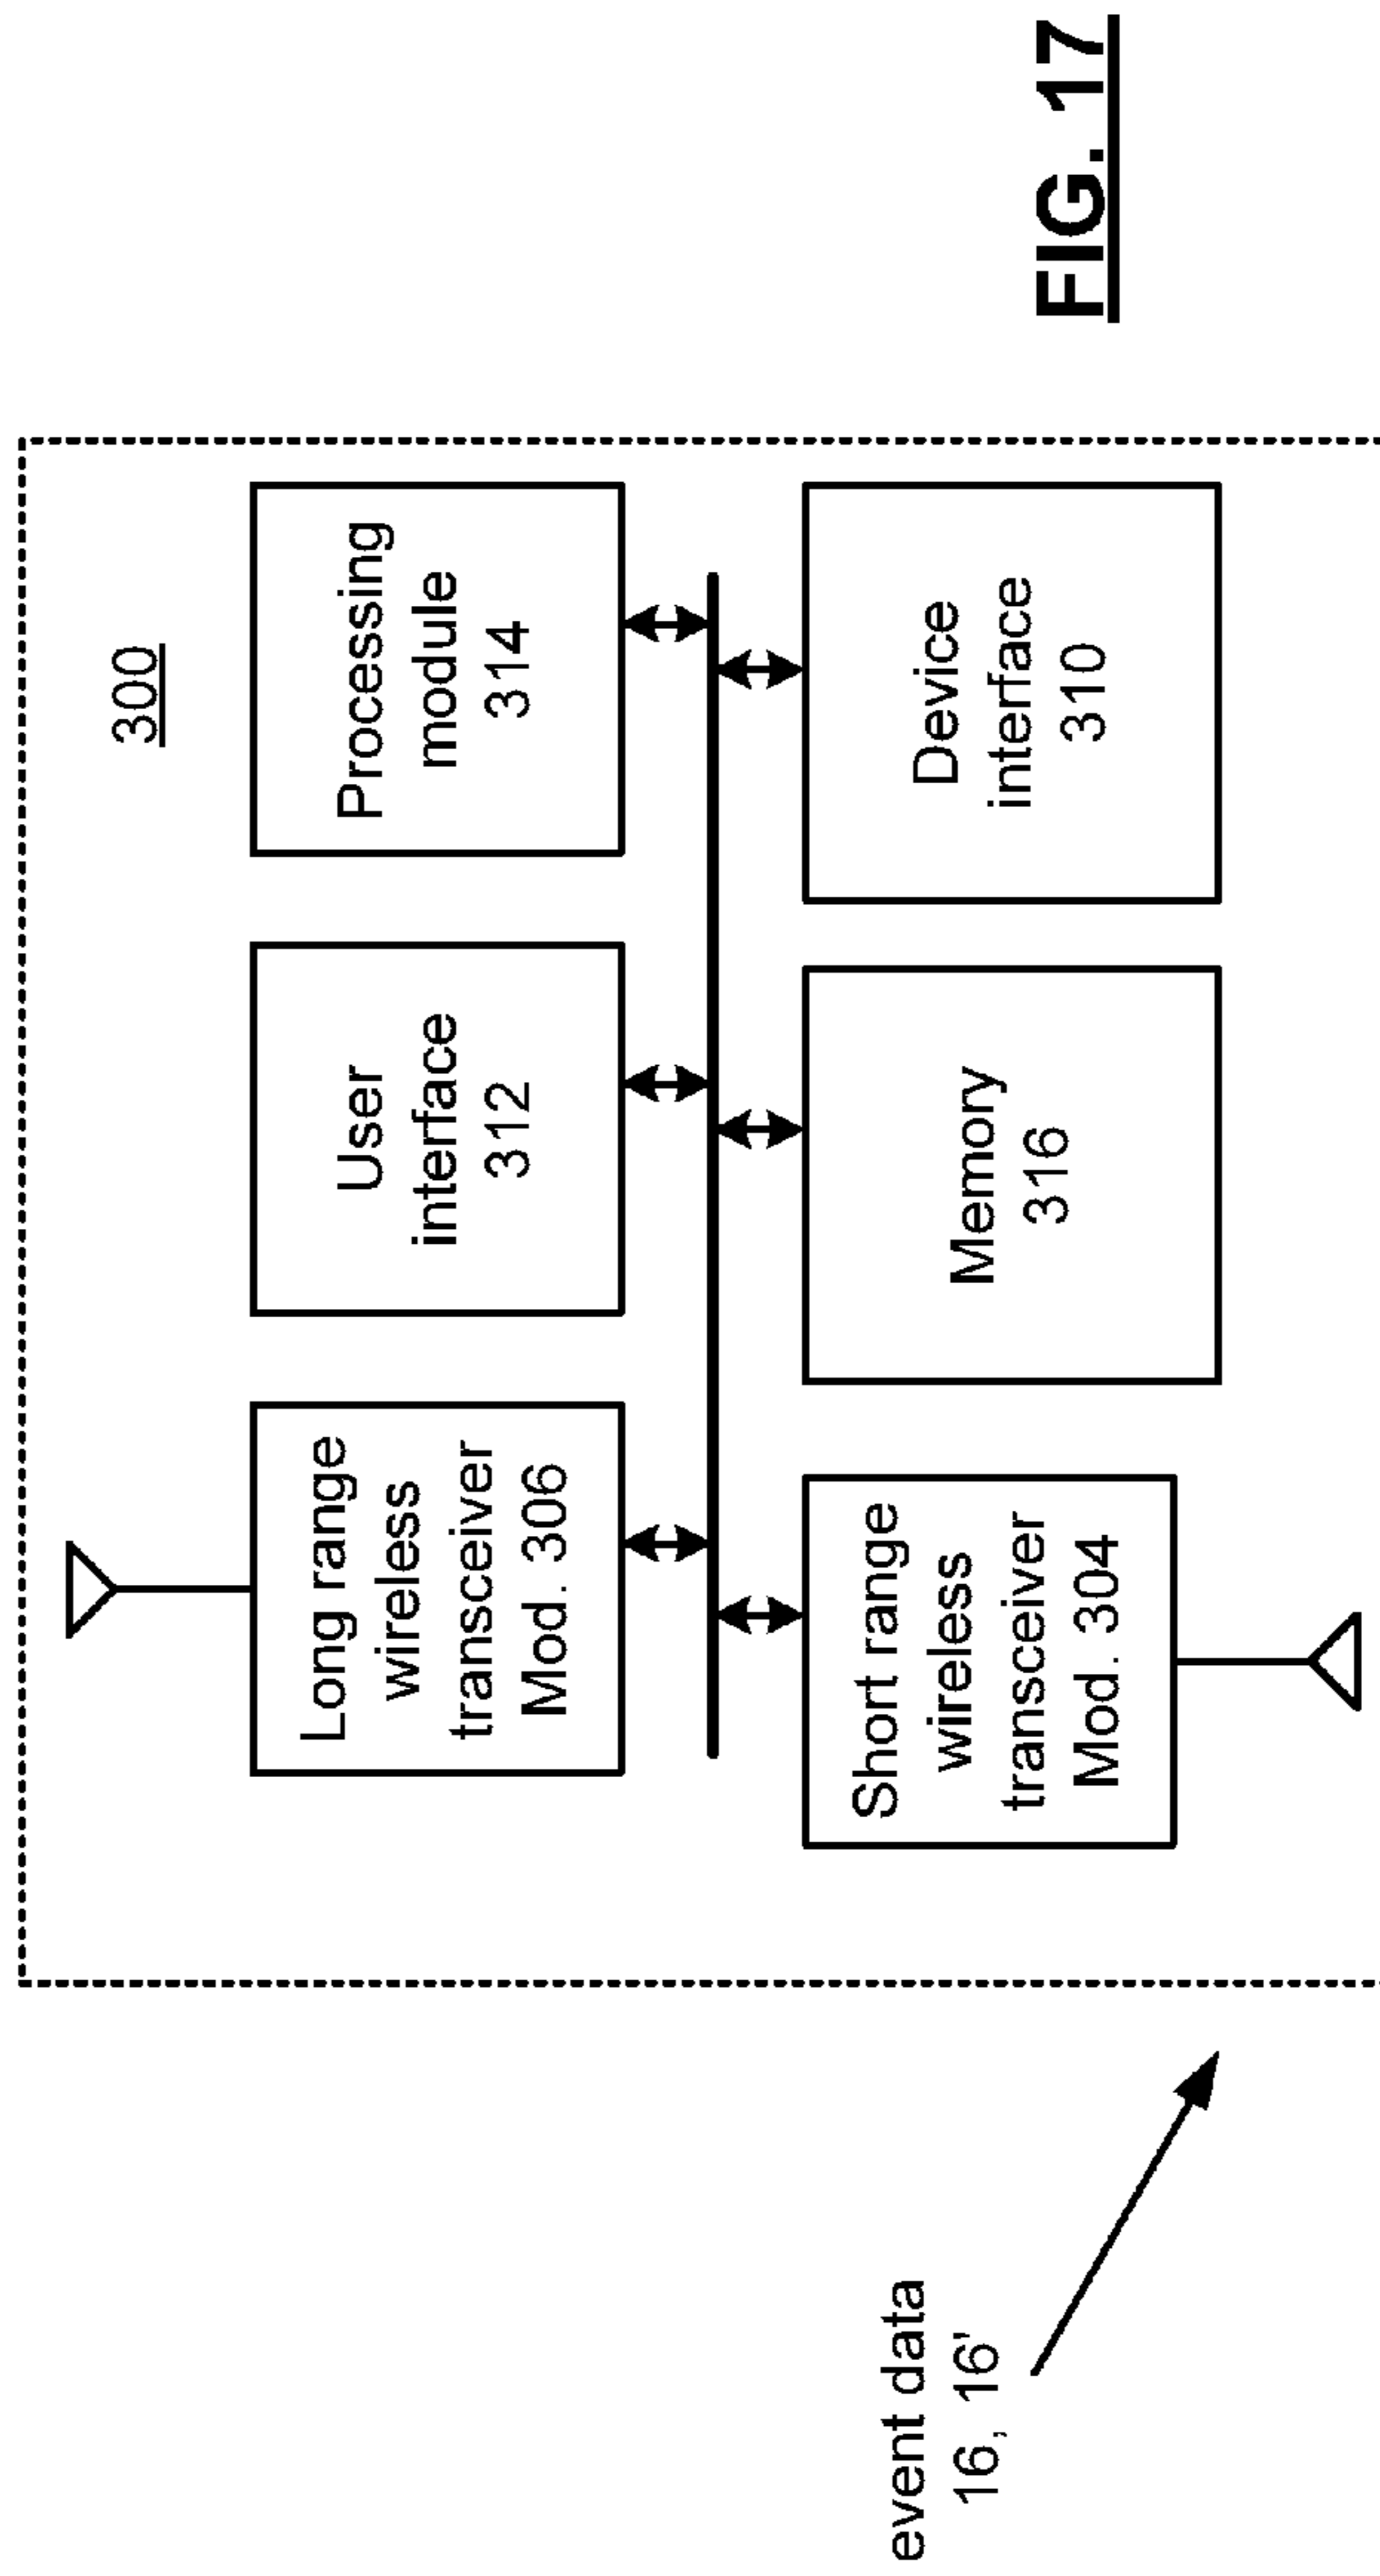 300
Long range
wireless
transceiver
Mod. 306
User
interface
312
Processing
module
314
Short range
wireless
transceiver
Mod. 304
Memory
316
Device
interface
310
event data
16, 16'
FIG. 17